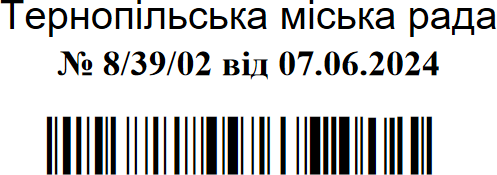 Тернопільська міська рада
№ 8/39/02 від 07.06.2024